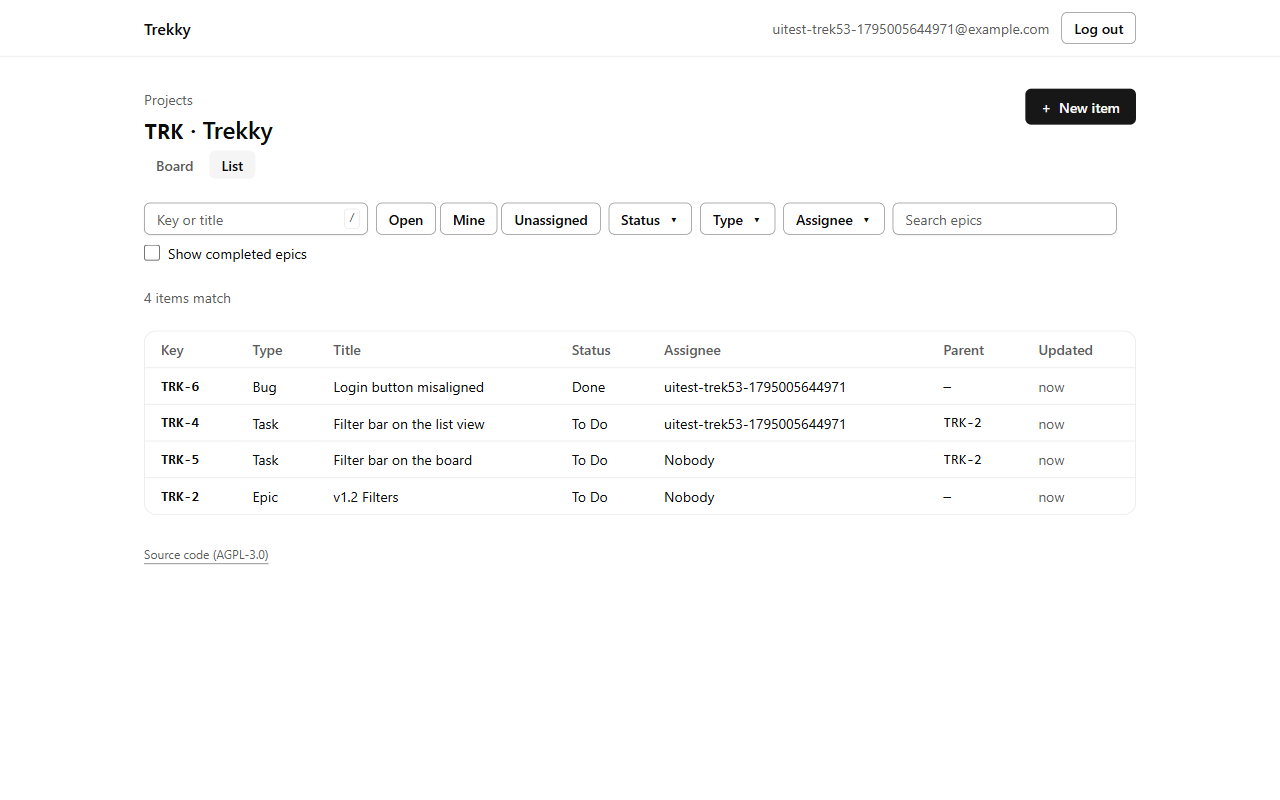 Trekky uitest-trek53-1795005644971@example.com Log out
Projects
+ New item
TRK · Trekky
Board List
Key or title / Open Mine Unassigned Status ▾ Type ▾ Assignee ▾ Search epics
Show completed epics
4 items match
Key Type Title Status Assignee Parent Updated
TRK-6 Bug Login button misaligned Done uitest-trek53-1795005644971 – now
TRK-4 Task Filter bar on the list view To Do uitest-trek53-1795005644971 TRK-2 now
TRK-5 Task Filter bar on the board To Do Nobody TRK-2 now
TRK-2 Epic v1.2 Filters To Do Nobody – now
Source code (AGPL-3.0)